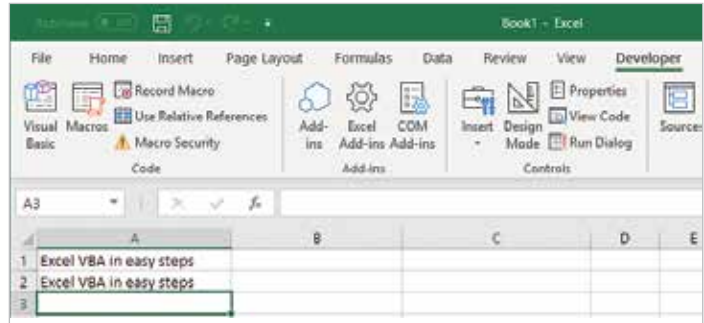 Book1 - Excel
File Home Insert Page Layout Formulas Data Review View Developer
Visual Basic
Macros
Record Macro
Use Relative References
Macro Security
Code
Add-ins
Excel Add-ins
COM Add-ins
Add-ins
Insert
Design Mode
Properties
View Code
Run Dialog
Controls
Source
A3 fx
A B C D E
1 Excel VBA in easy steps
2 Excel VBA in easy steps
3